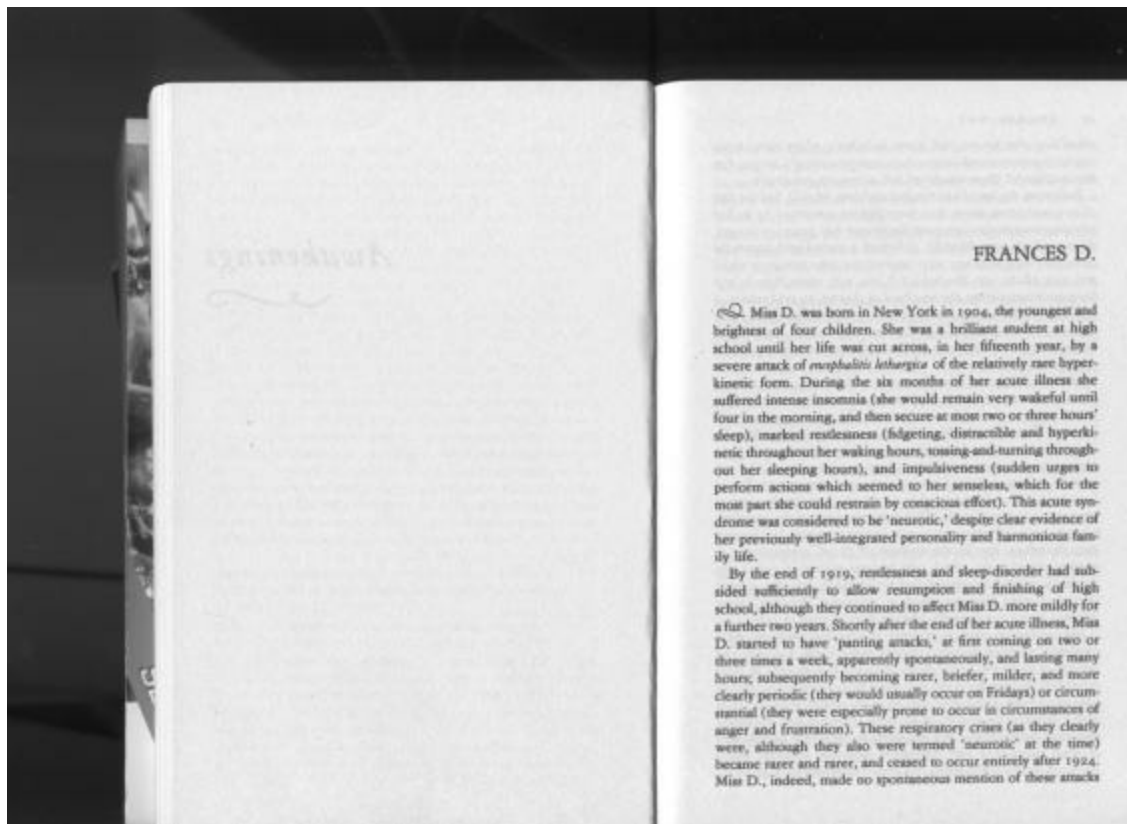 Awakenings
FRANCES D.
Miss D. was born in New York in 1904, the youngest and
brightest of four children. She was a brilliant student at high
school until her life was cut across, in her fifteenth year, by a
severe attack of encephalitis lethargica of the relatively rare hyper-
kinetic form. During the six months of her acute illness she
suffered intense insomnia (she would remain very wakeful until
four in the morning, and then secure at most two or three hours'
sleep), marked restlessness (fidgeting, distractible and hyperki-
netic throughout her waking hours, tossing-and-turning through-
out her sleeping hours), and impulsiveness (sudden urges to
perform actions which seemed to her senseless, which for the
most part she could restrain by conscious effort). This acute syn-
drome was considered to be 'neurotic,' despite clear evidence of
her previously well-integrated personality and harmonious fam-
ily life.
By the end of 1919, restlessness and sleep-disorder had sub-
sided sufficiently to allow resumption and finishing of high
school, although they continued to affect Miss D. more mildly for
a further two years. Shortly after the end of her acute illness, Miss
D. started to have 'panting attacks,' at first coming on two or
three times a week, apparently spontaneously, and lasting many
hours; subsequently becoming rarer, briefer, milder, and more
clearly periodic (they would usually occur on Fridays) or circum-
stantial (they were especially prone to occur in circumstances of
anger and frustration). These respiratory crises (as they clearly
were, although they also were termed 'neurotic' at the time)
became rarer and rarer, and ceased to occur entirely after 1924.
Miss D., indeed, made no spontaneous mention of these attacks